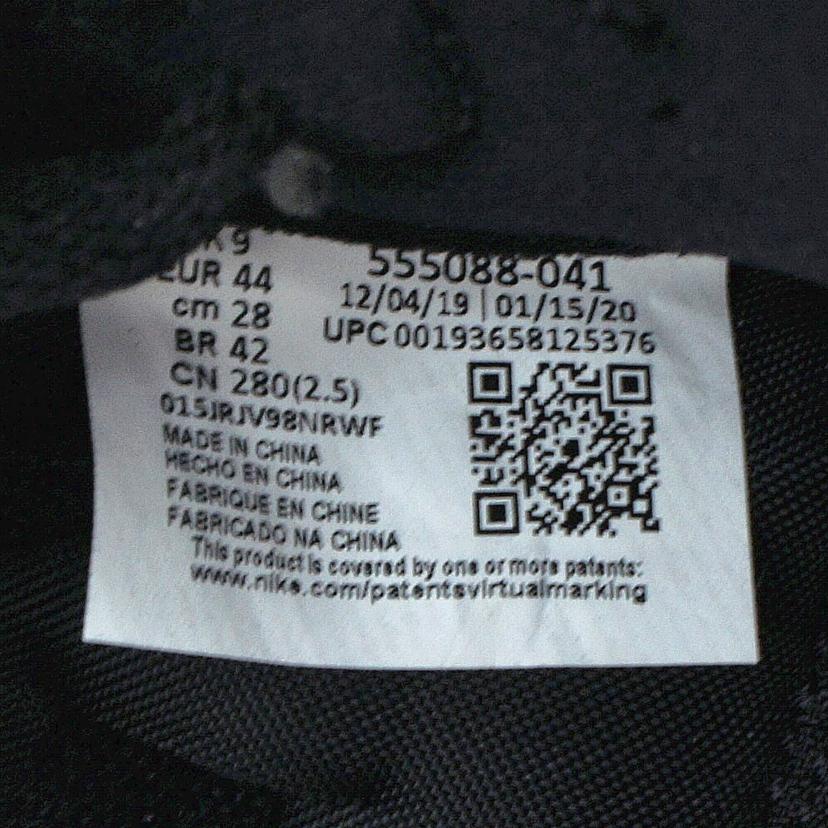 9
EUR 44
cm 28
BR 42
CN 280(2.5)
015JRJV98NRWF
MADE IN CHINA
HECHO EN CHINA
FABRIQUE EN CHINE
FABRICADO NA CHINA
555088-041
12/04/19 | 01/15/20
UPC 00193658125376
This product is covered by one or more patents:
www.nike.com/patentsvirtualmarking